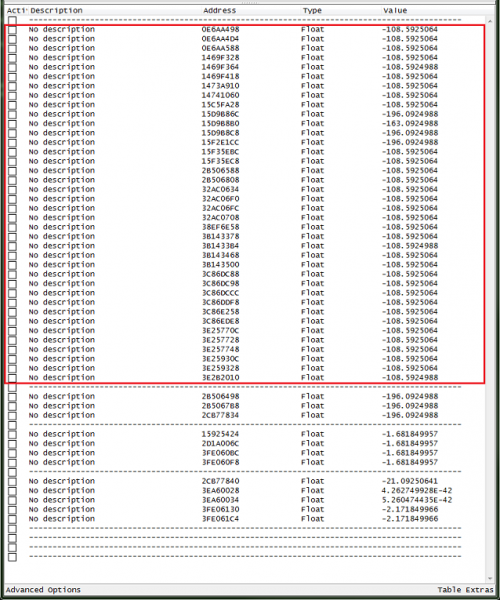 Acti Description Address Type Value
No description 0E6AA498 Float -108.5925064
No description 0E6AA4D4 Float -108.5925064
No description 0E6AA588 Float -108.5925064
No description 1469F328 Float -108.5925064
No description 1469F364 Float -108.5924988
No description 1469F418 Float -108.5925064
No description 1473A910 Float -108.5925064
No description 14741060 Float -108.5925064
No description 15C5FA28 Float -108.5925064
No description 15D9B86C Float -196.0924988
No description 15D9B8B0 Float -163.0924988
No description 15D9B8C8 Float -196.0924988
No description 15F2E1CC Float -196.0924988
No description 15F35EBC Float -108.5925064
No description 15F35EC8 Float -108.5925064
No description 2B506588 Float -108.5925064
No description 2B506808 Float -108.5925064
No description 32AC0634 Float -108.5925064
No description 32AC06F0 Float -108.5925064
No description 32AC06FC Float -108.5925064
No description 32AC0708 Float -108.5925064
No description 38EF6E58 Float -108.5925064
No description 3B143378 Float -108.5925064
No description 3B1433B4 Float -108.5924988
No description 3B143468 Float -108.5925064
No description 3B143500 Float -108.5925064
No description 3C86DC88 Float -108.5925064
No description 3C86DC98 Float -108.5925064
No description 3C86DCCC Float -108.5925064
No description 3C86DDF8 Float -108.5925064
No description 3C86E258 Float -108.5925064
No description 3C86EDE8 Float -108.5925064
No description 3E25770C Float -108.5925064
No description 3E257728 Float -108.5925064
No description 3E257748 Float -108.5925064
No description 3E25930C Float -108.5925064
No description 3E259328 Float -108.5925064
No description 3E2B2010 Float -108.5924988
No description 2B506498 Float -196.0924988
No description 2B5067B8 Float -196.0924988
No description 2CB77834 Float -196.0924988
No description 15925424 Float -1.681849957
No description 2D1A006C Float -1.681849957
No description 3FE060BC Float -1.681849957
No description 3FE060F8 Float -1.681849957
No description 2CB77840 Float -21.09250641
No description 3EA60028 Float 4.262749928E-42
No description 3EA60034 Float 5.260474435E-42
No description 3FE06130 Float -2.171849966
No description 3FE061C4 Float -2.171849966
Advanced Options Table Extras